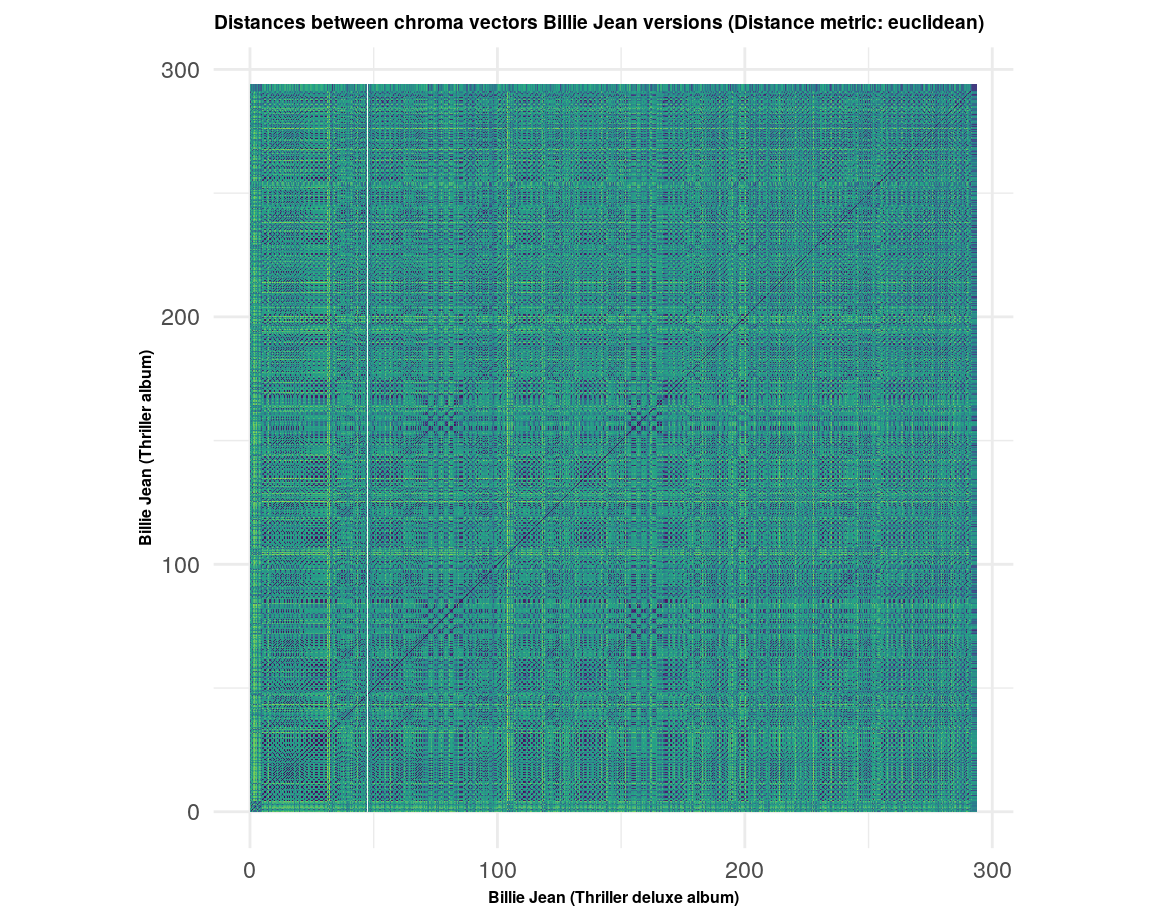 Distances between chroma vectors Billie Jean versions (Distance metric: euclidean)
300
200
100
0
Billie Jean (Thriller album)
0 100 200 300
Billie Jean (Thriller deluxe album)